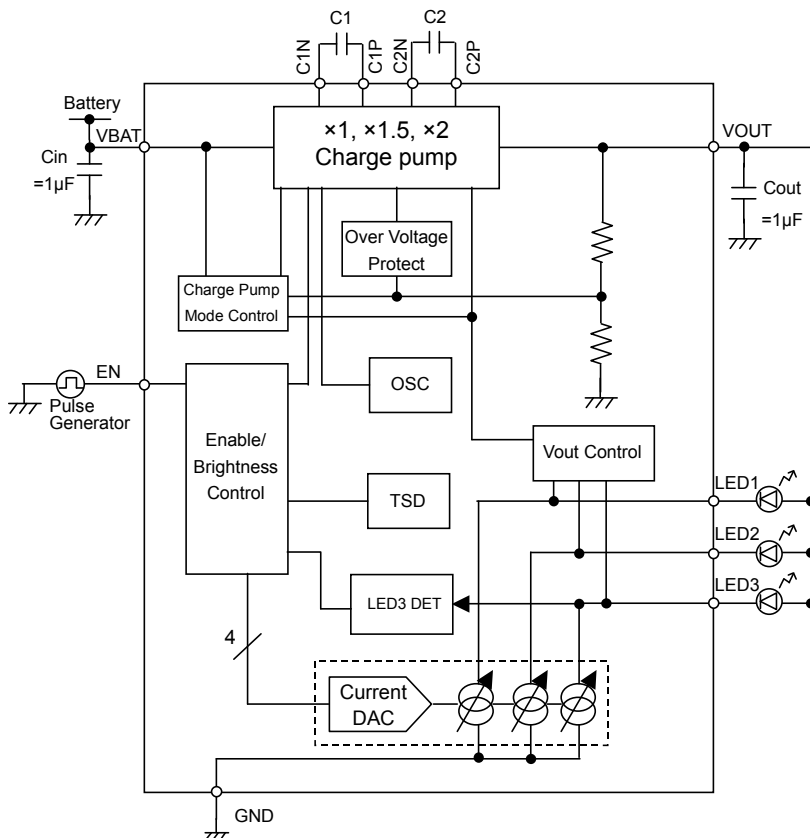 C1
C2
C1N
C1P
C2N
C2P
Battery
VBAT
×1, ×1.5, ×2
Charge pump
VOUT
Cin
=1μF
Cout
=1μF
Over Voltage
Protect
Charge Pump
Mode Control
EN
Pulse
Generator
OSC
Enable/
Brightness
Control
Vout Control
TSD
LED1
LED2
LED3
LED3 DET
4
Current
DAC
GND